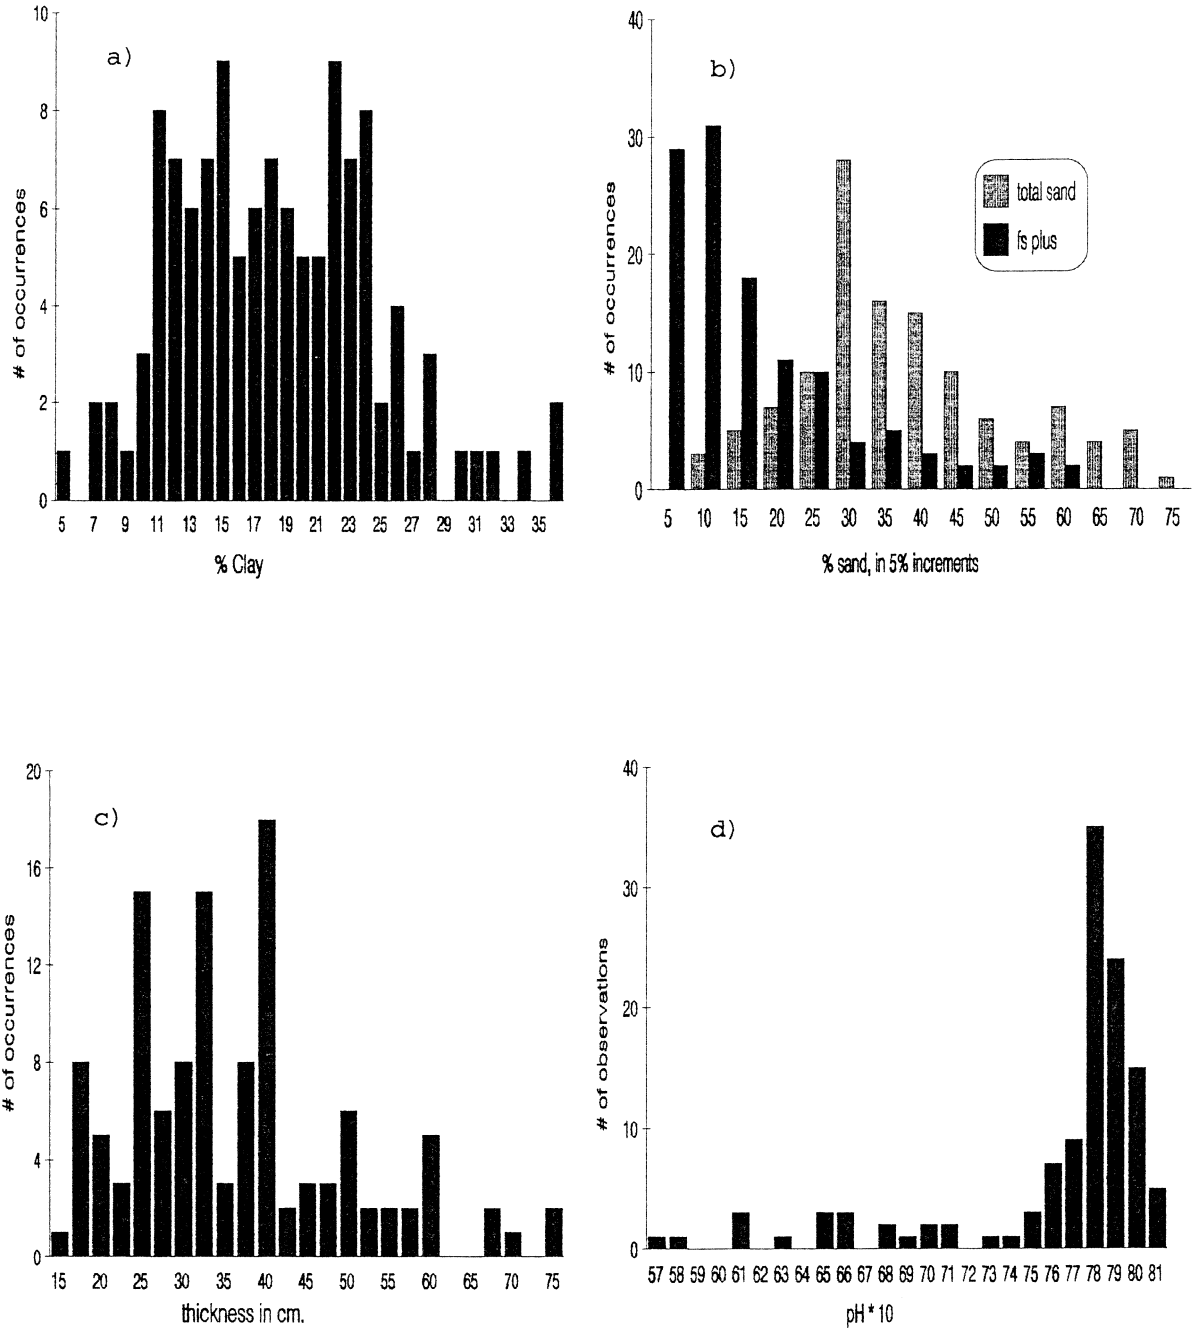 a)
# of occurrences
10
8
6
4
2
0
5 7 9 11 13 15 17 19 21 23 25 27 29 31 33 35
% Clay
b)
# of occurrences
40
30
20
10
0
total sand
fs plus
5 10 15 20 25 30 35 40 45 50 55 60 65 70 75
% sand, in 5% increments
c)
# of occurrences
20
16
12
8
4
0
15 20 25 30 35 40 45 50 55 60 65 70 75
thickness in cm.
d)
# of observations
40
30
20
10
0
57 58 59 60 61 62 63 64 65 66 67 68 69 70 71 72 73 74 75 76 77 78 79 80 81
pH * 10